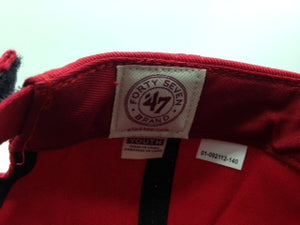 FORTY SEVEN
'47
BRAND
YOUTH
01-092112-140